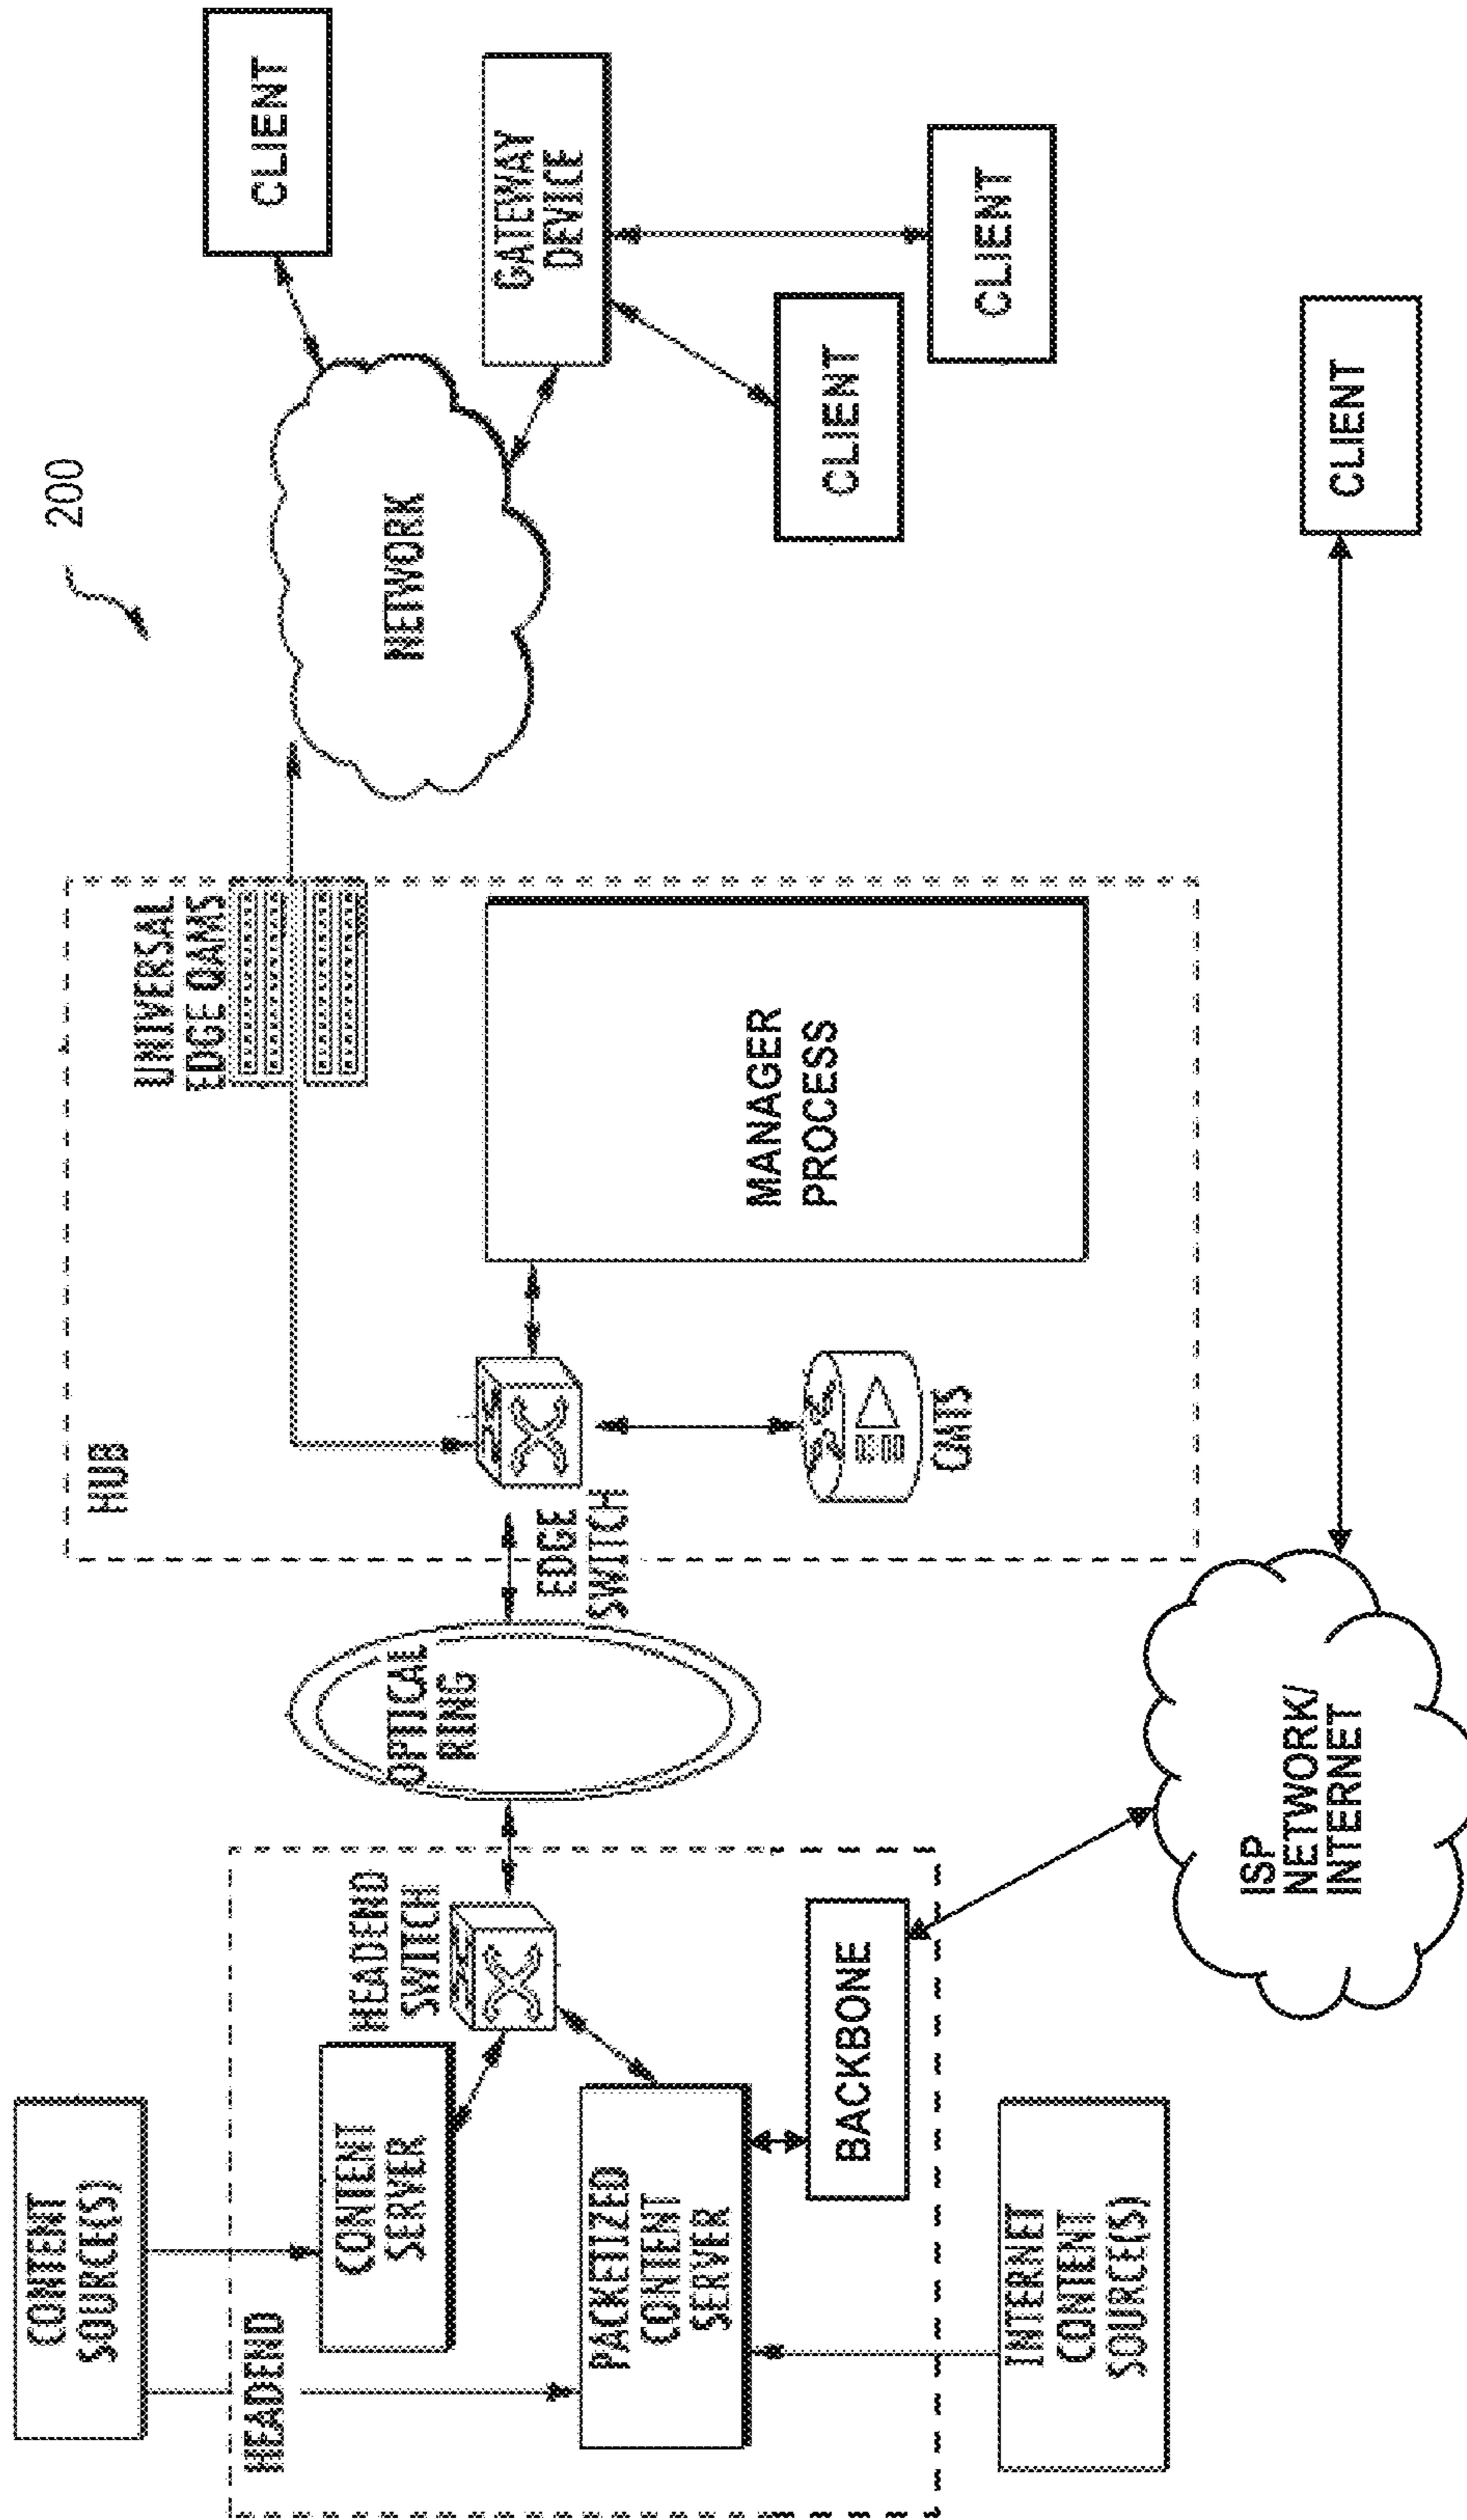 200
CONTENT
SOURCE(S)
HEADEND
CONTENT
SERVER
HEADEND
SWITCH
PACKETIZED
CONTENT
SERVER
BACKBONE
INTERNET
CONTENT
SOURCE(S)
OPTICAL
RING
ISP
NETWORK/
INTERNET
HUB
EDGE
SWITCH
CMTS
UNIVERSAL
EDGE QAMS
MANAGER
PROCESS
NETWORK
CLIENT
GATEWAY
DEVICE
CLIENT
CLIENT
CLIENT